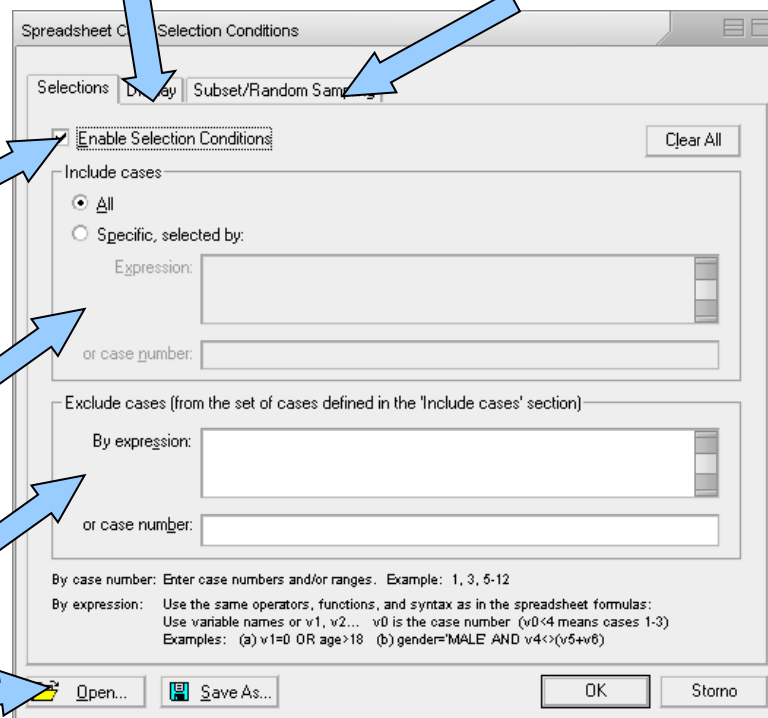 Spreadsheet Selection Conditions
Selections Subset/Random
Enable Selection Conditions Clear All
Include cases
All
Specific, selected by:
Expression:
or case number:
Exclude cases (from the set of cases defined in the 'Include cases' section)
By expression:
or case number:
By case number: Enter case numbers and/or ranges. Example: 1, 3, 5-12
By expression: Use the same operators, functions, and syntax as in the spreadsheet formulas:
Use variable names or v1, v2... v0 is the case number (v0<4 means cases 1-3)
Examples: (a) v1=0 OR age>18 (b) gender='MALE' AND v4<>(v5+v6)
Open... Save As... OK Storno